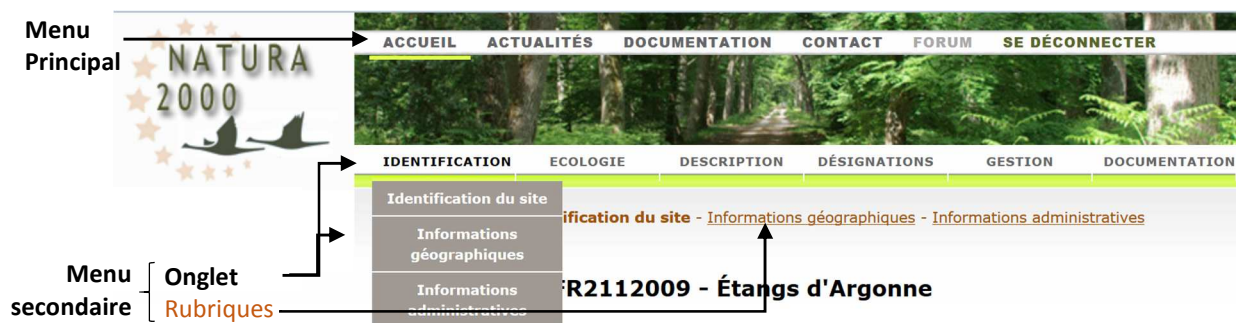 Menu
Principal
NATURA
2000
ACCUEIL ACTUALITÉS DOCUMENTATION CONTACT FORUM SE DÉCONNECTER
IDENTIFICATION ECOLOGIE DESCRIPTION DÉSIGNATIONS GESTION DOCUMENTATION
Identification du site
Informations
géographiques
Informations
administratives
ification du site - Informations géographiques - Informations administratives
FR2112009 - Étangs d'Argonne
Menu
secondaire
Onglet
Rubriques